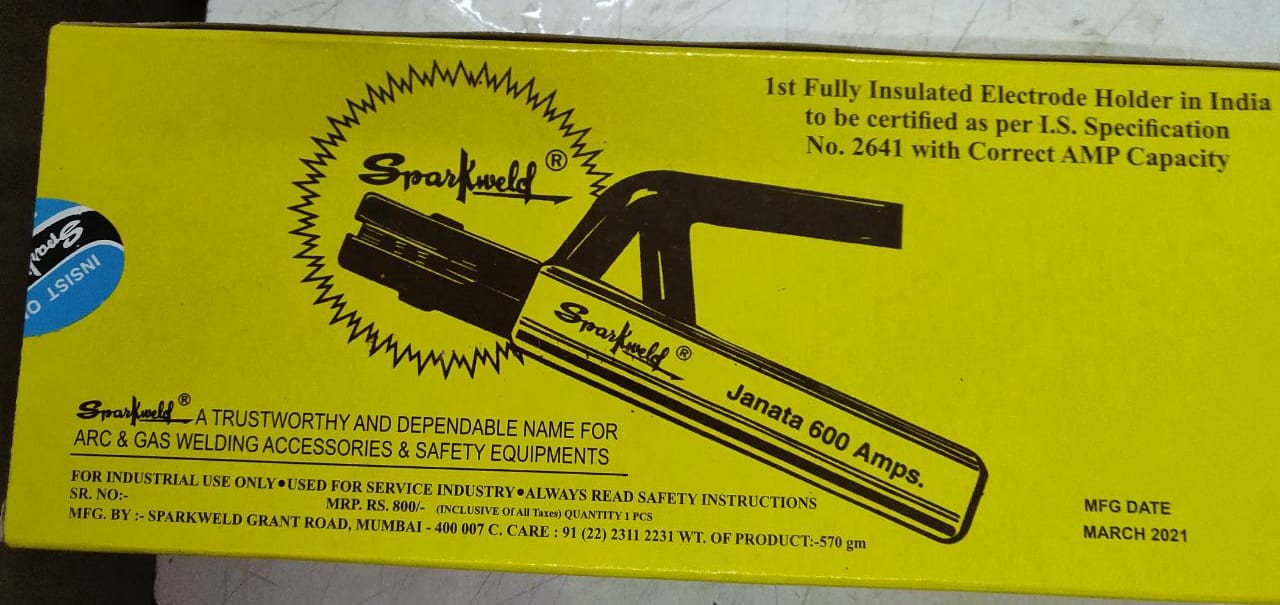 1st Fully Insulated Electrode Holder in India
to be certified as per I.S. Specification
No. 2641 with Correct AMP Capacity
Sparkweld ®
Sparkweld ®
Janata 600 Amps.
INSIST
Sparkweld ® A TRUSTWORTHY AND DEPENDABLE NAME FOR
ARC & GAS WELDING ACCESSORIES & SAFETY EQUIPMENTS
FOR INDUSTRIAL USE ONLY•USED FOR SERVICE INDUSTRY•ALWAYS READ SAFETY INSTRUCTIONS
SR. NO:-
MRP. RS. 800/- (INCLUSIVE Of All Taxes) QUANTITY 1 PCS
MFG. BY :- SPARKWELD GRANT ROAD, MUMBAI - 400 007 C. CARE : 91 (22) 2311 2231 WT. OF PRODUCT:-570 gm
MFG DATE
MARCH 2021